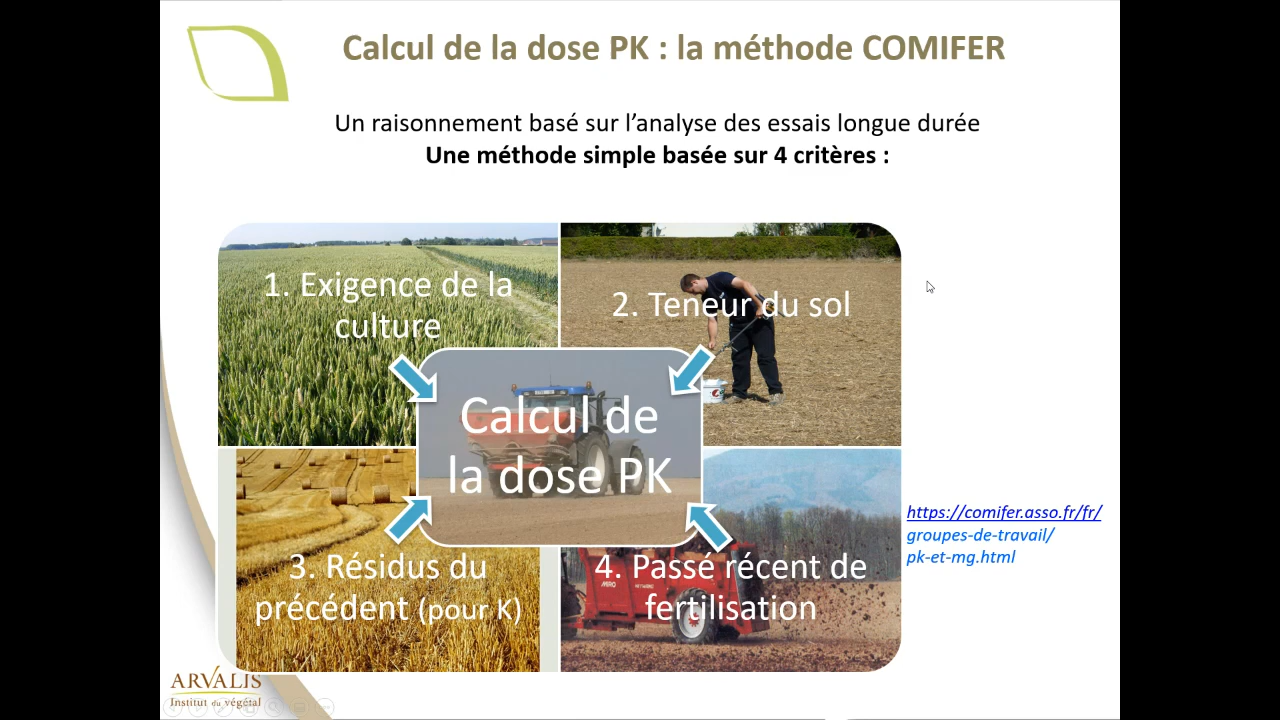 Calcul de la dose PK : la méthode COMIFER
Un raisonnement basé sur l'analyse des essais longue durée
Une méthode simple basée sur 4 critères :
1. Exigence de la
culture
2. Teneur du sol
Calcul de
la dose PK
3. Résidus du
précédent (pour K)
4. Passé récent de
fertilisation
https://comifer.asso.fr/fr/
groupes-de-travail/
pk-et-mg.html
ARVALIS
Institut du végétal